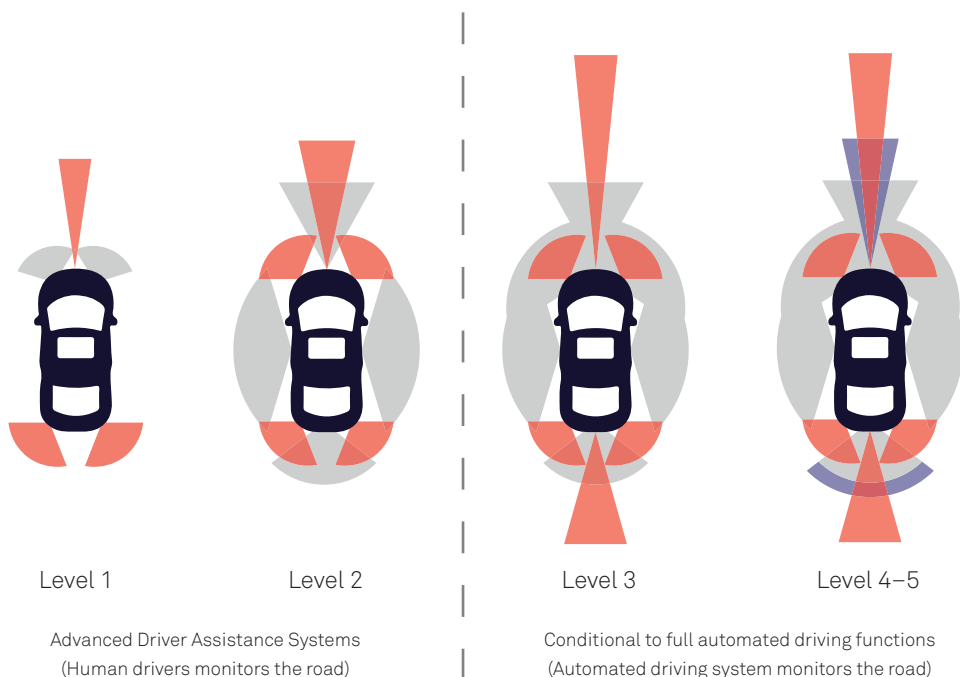 Level 1
Level 2
Level 3
Level 4–5
Advanced Driver Assistance Systems
(Human drivers monitors the road)
Conditional to full automated driving functions
(Automated driving system monitors the road)